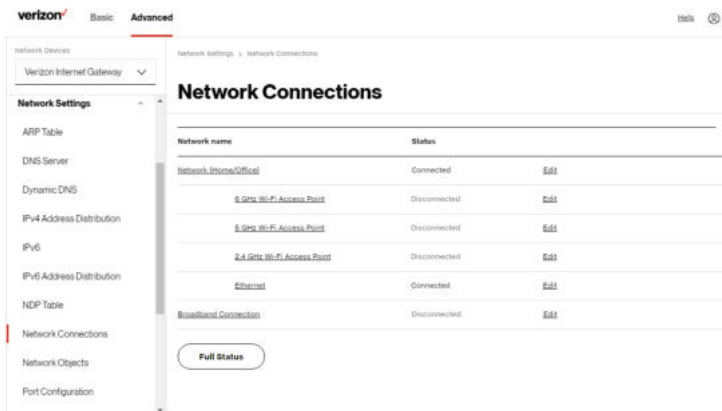 verizon Basic Advanced Help
Network Devices
Verizon Internet Gateway
Network Settings
ARP Table
DNS Server
Dynamic DNS
IPv4 Address Distribution
IPv6
IPv6 Address Distribution
NDP Table
Network Connections
Network Objects
Port Configuration
Network Settings > Network Connections
Network Connections
Network name Status
Network (Home/Office) Connected Edit
6 GHz Wi-Fi Access Point Disconnected Edit
5 GHz Wi-Fi Access Point Disconnected Edit
2.4 GHz Wi-Fi Access Point Disconnected Edit
Ethernet Connected Edit
Broadband Connection Disconnected Edit
Full Status